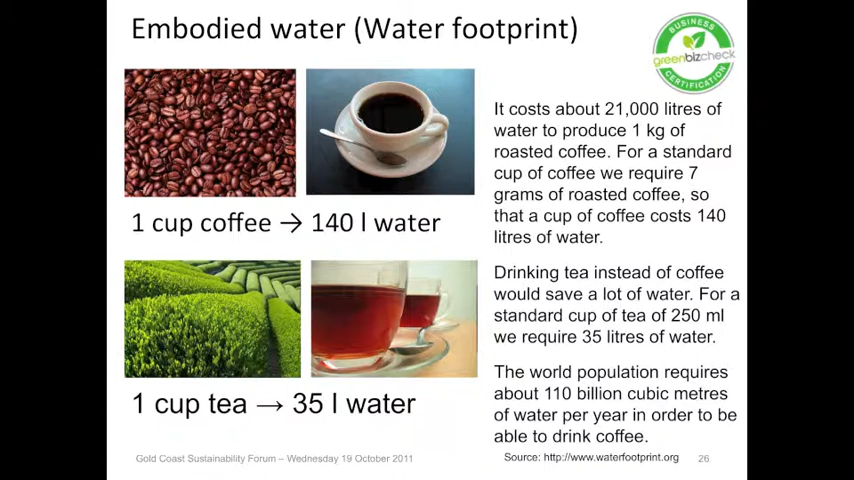 Embodied water (Water footprint)
BUSINESS
greenbizcheck
CERTIFICATION
It costs about 21,000 litres of
water to produce 1 kg of
roasted coffee. For a standard
cup of coffee we require 7
grams of roasted coffee, so
that a cup of coffee costs 140
litres of water.
1 cup coffee → 140 l water
Drinking tea instead of coffee
would save a lot of water. For a
standard cup of tea of 250 ml
we require 35 litres of water.
The world population requires
about 110 billion cubic metres
of water per year in order to be
able to drink coffee.
1 cup tea → 35 l water
Gold Coast Sustainability Forum – Wednesday 19 October 2011
Source: http://www.waterfootprint.org
26